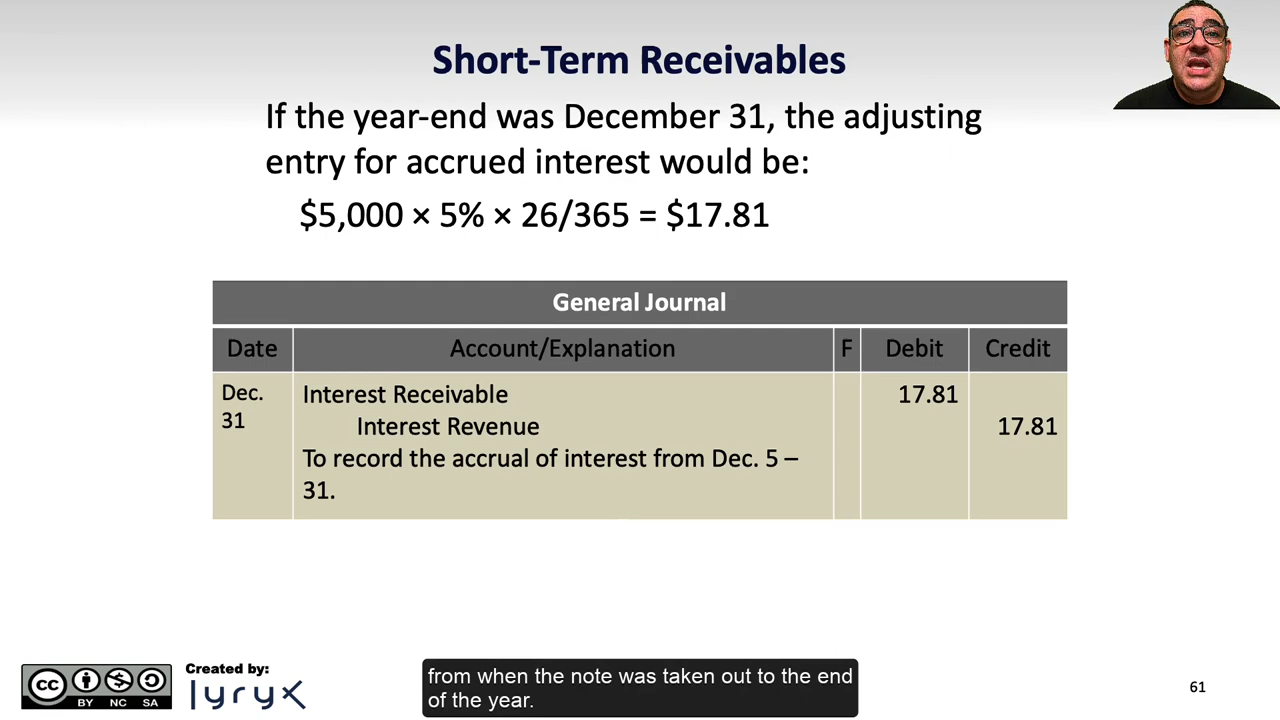 Short-Term Receivables
If the year-end was December 31, the adjusting
entry for accrued interest would be:
$5,000 × 5% × 26/365 = $17.81
General Journal
Date Account/Explanation F Debit Credit
Dec. Interest Receivable 17.81
31 Interest Revenue 17.81
To record the accrual of interest from Dec. 5 –
31.
cc BY NC SA
Created by:
lyryx
from when the note was taken out to the end
of the year.
61